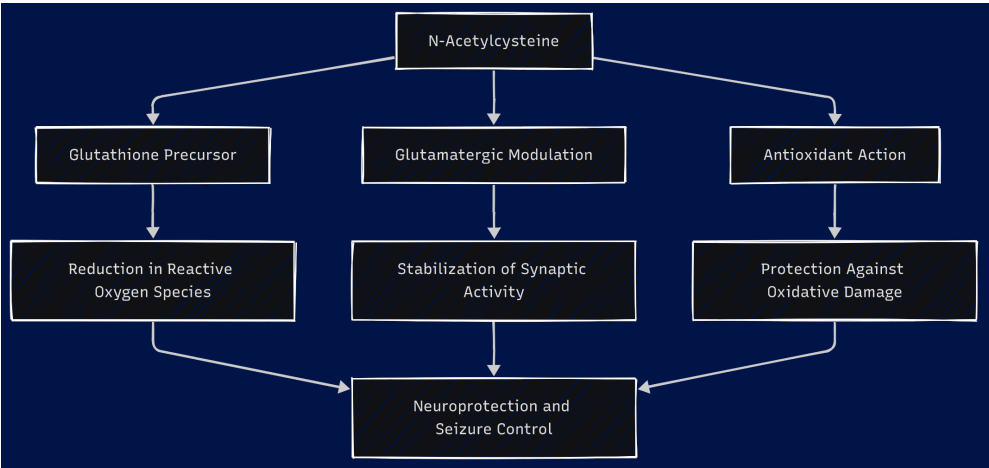 N-Acetylcysteine
Glutathione Precursor
Glutamatergic Modulation
Antioxidant Action
Reduction in Reactive
Oxygen Species
Stabilization of Synaptic
Activity
Protection Against
Oxidative Damage
Neuroprotection and
Seizure Control